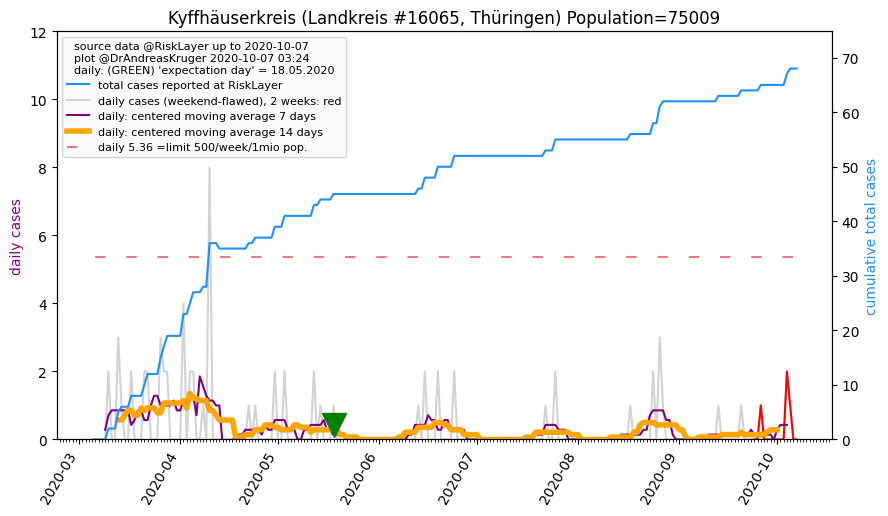 Kyffhäuserkreis (Landkreis #16065, Thüringen) Population=75009
source data @RiskLayer up to 2020-10-07
plot @DrAndreasKruger 2020-10-07 03:24
daily: (GREEN) 'expectation day' = 18.05.2020
total cases reported at RiskLayer
daily cases (weekend-flawed), 2 weeks: red
daily: centered moving average 7 days
daily: centered moving average 14 days
daily 5.36 =limit 500/week/1mio pop.
daily cases
12
10
8
6
4
2
0
70
60
50
40
30
20
10
0
cumulative total cases
2020-03
2020-04
2020-05
2020-06
2020-07
2020-08
2020-09
2020-10